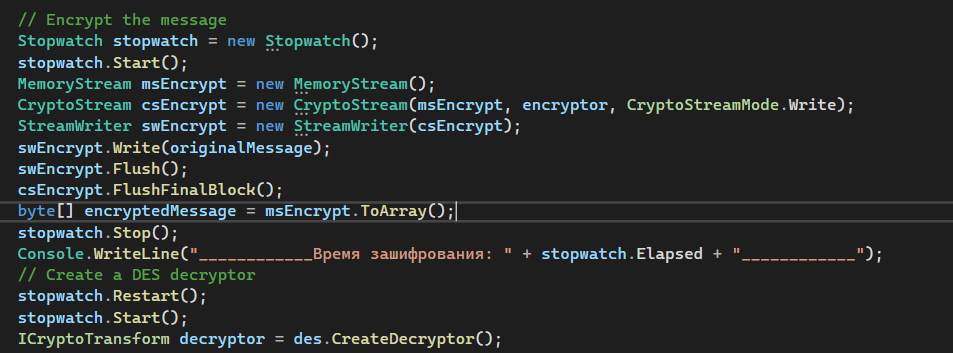 // Encrypt the message
Stopwatch stopwatch = new Stopwatch();
stopwatch.Start();
MemoryStream msEncrypt = new MemoryStream();
CryptoStream csEncrypt = new CryptoStream(msEncrypt, encryptor, CryptoStreamMode.Write);
StreamWriter swEncrypt = new StreamWriter(csEncrypt);
swEncrypt.Write(originalMessage);
swEncrypt.Flush();
csEncrypt.FlushFinalBlock();
byte[] encryptedMessage = msEncrypt.ToArray();
stopwatch.Stop();
Console.WriteLine("____________Время зашифрования: " + stopwatch.Elapsed + "____________");
// Create a DES decryptor
stopwatch.Restart();
stopwatch.Start();
ICryptoTransform decryptor = des.CreateDecryptor();